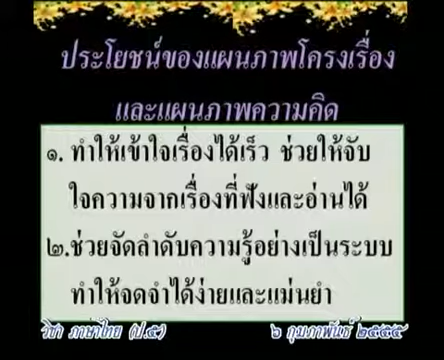 ประโยชน์ของแผนภาพโครงเรื่อง
และแผนภาพความคิด
๑. ทำให้เข้าใจเรื่องได้เร็ว ช่วยให้จับ
ใจความจากเรื่องที่ฟังและอ่านได้
๒.ช่วยจัดลำดับความรู้อย่างเป็นระบบ
ทำให้จดจำได้ง่ายและแม่นยำ
วิชา ภาษาไทย (ป.๕) ๖ กุมภาพันธ์ ๒๕๕๕